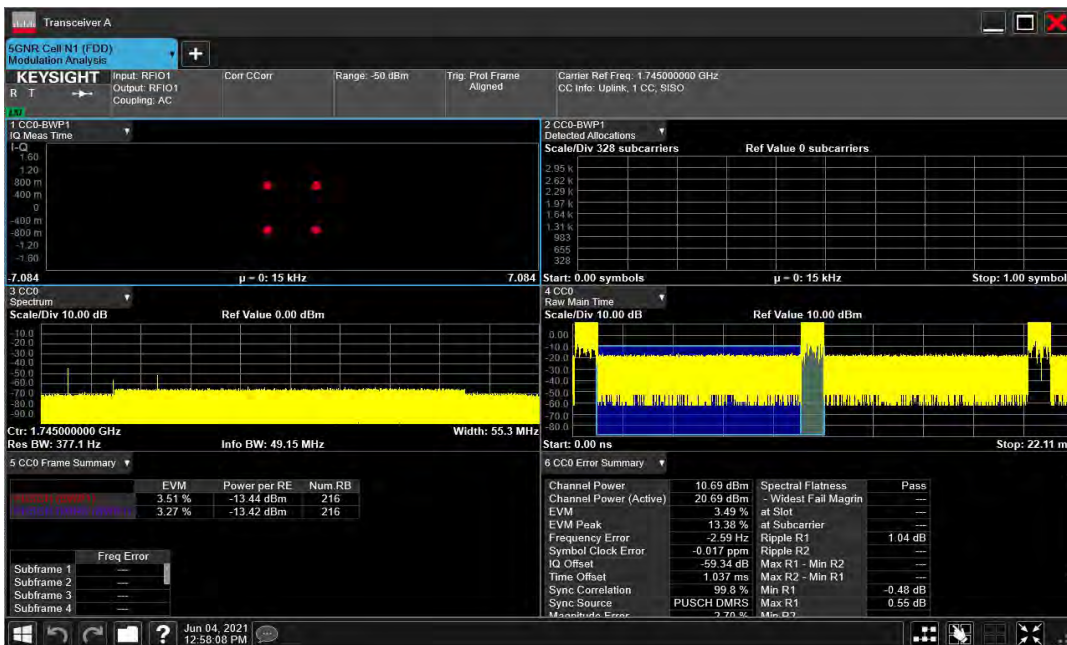 Transceiver A
5GNR Cell N1 (FDD)
Modulation Analysis
KEYSIGHT
R T
Input: RFIO1
Output: RFIO1
Coupling: AC
Corr CCorr
Range: -50 dBm
Trig: Prot Frame
Aligned
Carrier Ref Freq: 1.745000000 GHz
CC Info: Uplink, 1 CC, SISO
1 CC0-BWP1
IQ Meas Time
I-Q
1.60
1.20
800 m
400 m
0
-400 m
-800 m
-1.20
-1.60
-7.084
μ = 0: 15 kHz
7.084
2 CC0-BWP1
Detected Allocations
Scale/Div 328 subcarriers
Ref Value 0 subcarriers
2.95 k
2.62 k
2.29 k
1.97 k
1.64 k
1.31 k
983
655
328
Start: 0.00 symbols
μ = 0: 15 kHz
Stop: 1.00 symbol
3 CC0
Spectrum
Scale/Div 10.00 dB
Ref Value 0.00 dBm
-10.0
-20.0
-30.0
-40.0
-50.0
-60.0
-70.0
-80.0
-90.0
Ctr: 1.745000000 GHz
Width: 55.3 MHz
Res BW: 377.1 Hz
Info BW: 49.15 MHz
4 CC0
Raw Main Time
Scale/Div 10.00 dB
Ref Value 10.00 dBm
0.00
-10.0
-20.0
-30.0
-40.0
-50.0
-60.0
-70.0
-80.0
Start: 0.00 ns
Stop: 22.11 m
5 CC0 Frame Summary
EVM Power per RE Num.RB
3.51 % -13.44 dBm 216
3.27 % -13.42 dBm 216
Freq Error
Subframe 1 ---
Subframe 2 ---
Subframe 3 ---
Subframe 4 ---
6 CC0 Error Summary
Channel Power 10.69 dBm Spectral Flatness Pass
Channel Power (Active) 20.69 dBm - Widest Fail Magrin ---
EVM 3.49 % at Slot ---
EVM Peak 13.38 % at Subcarrier ---
Frequency Error -2.59 Hz Ripple R1 1.04 dB
Symbol Clock Error -0.017 ppm Ripple R2 ---
IQ Offset -59.34 dB Max R1 - Min R2 ---
Time Offset 1.037 ms Max R2 - Min R1 ---
Sync Correlation 99.8 % Min R1 -0.48 dB
Sync Source PUSCH DMRS Max R1 0.55 dB
Magnitude Error 2.70 % Min R2
Jun 04, 2021
12:58:08 PM